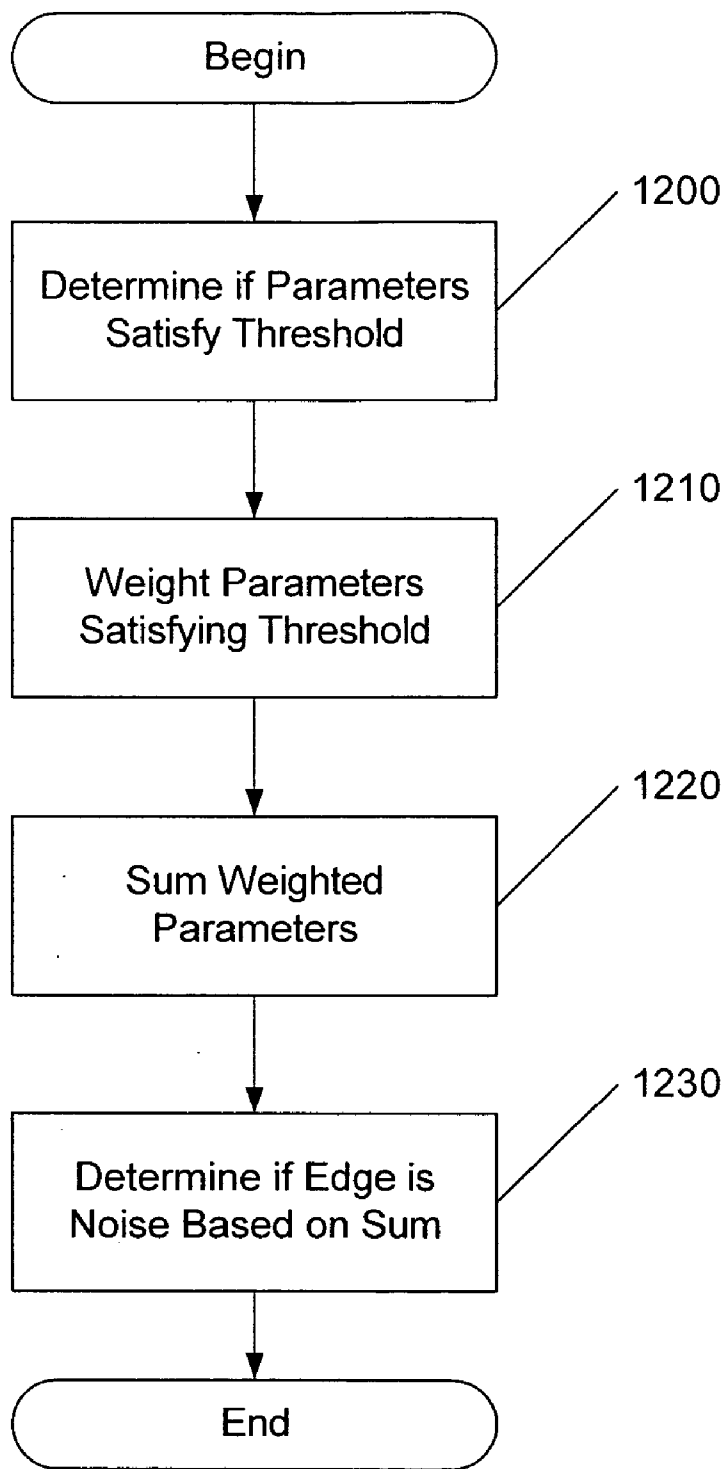 Begin
1200
Determine if Parameters
Satisfy Threshold
1210
Weight Parameters
Satisfying Threshold
1220
Sum Weighted
Parameters
1230
Determine if Edge is
Noise Based on Sum
End